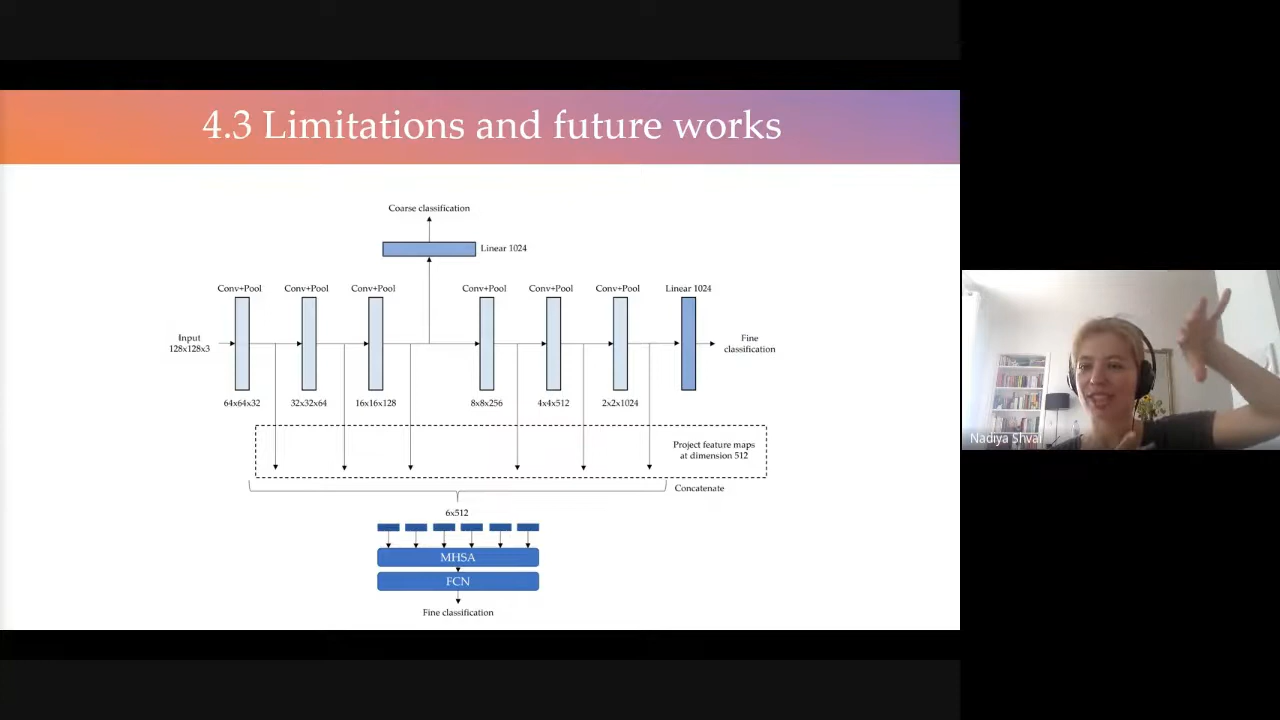 4.3 Limitations and future works
Coarse classification
Linear 1024
Conv+Pool
Conv+Pool
Conv+Pool
Conv+Pool
Conv+Pool
Conv+Pool
Linear 1024
Input
128x128x3
Fine
classification
64x64x32
32x32x64
16x16x128
8x8x256
4x4x512
2x2x1024
Project feature maps
at dimension 512
Concatenate
6x512
MHSA
FCN
Fine classification
Nadiya Shvai